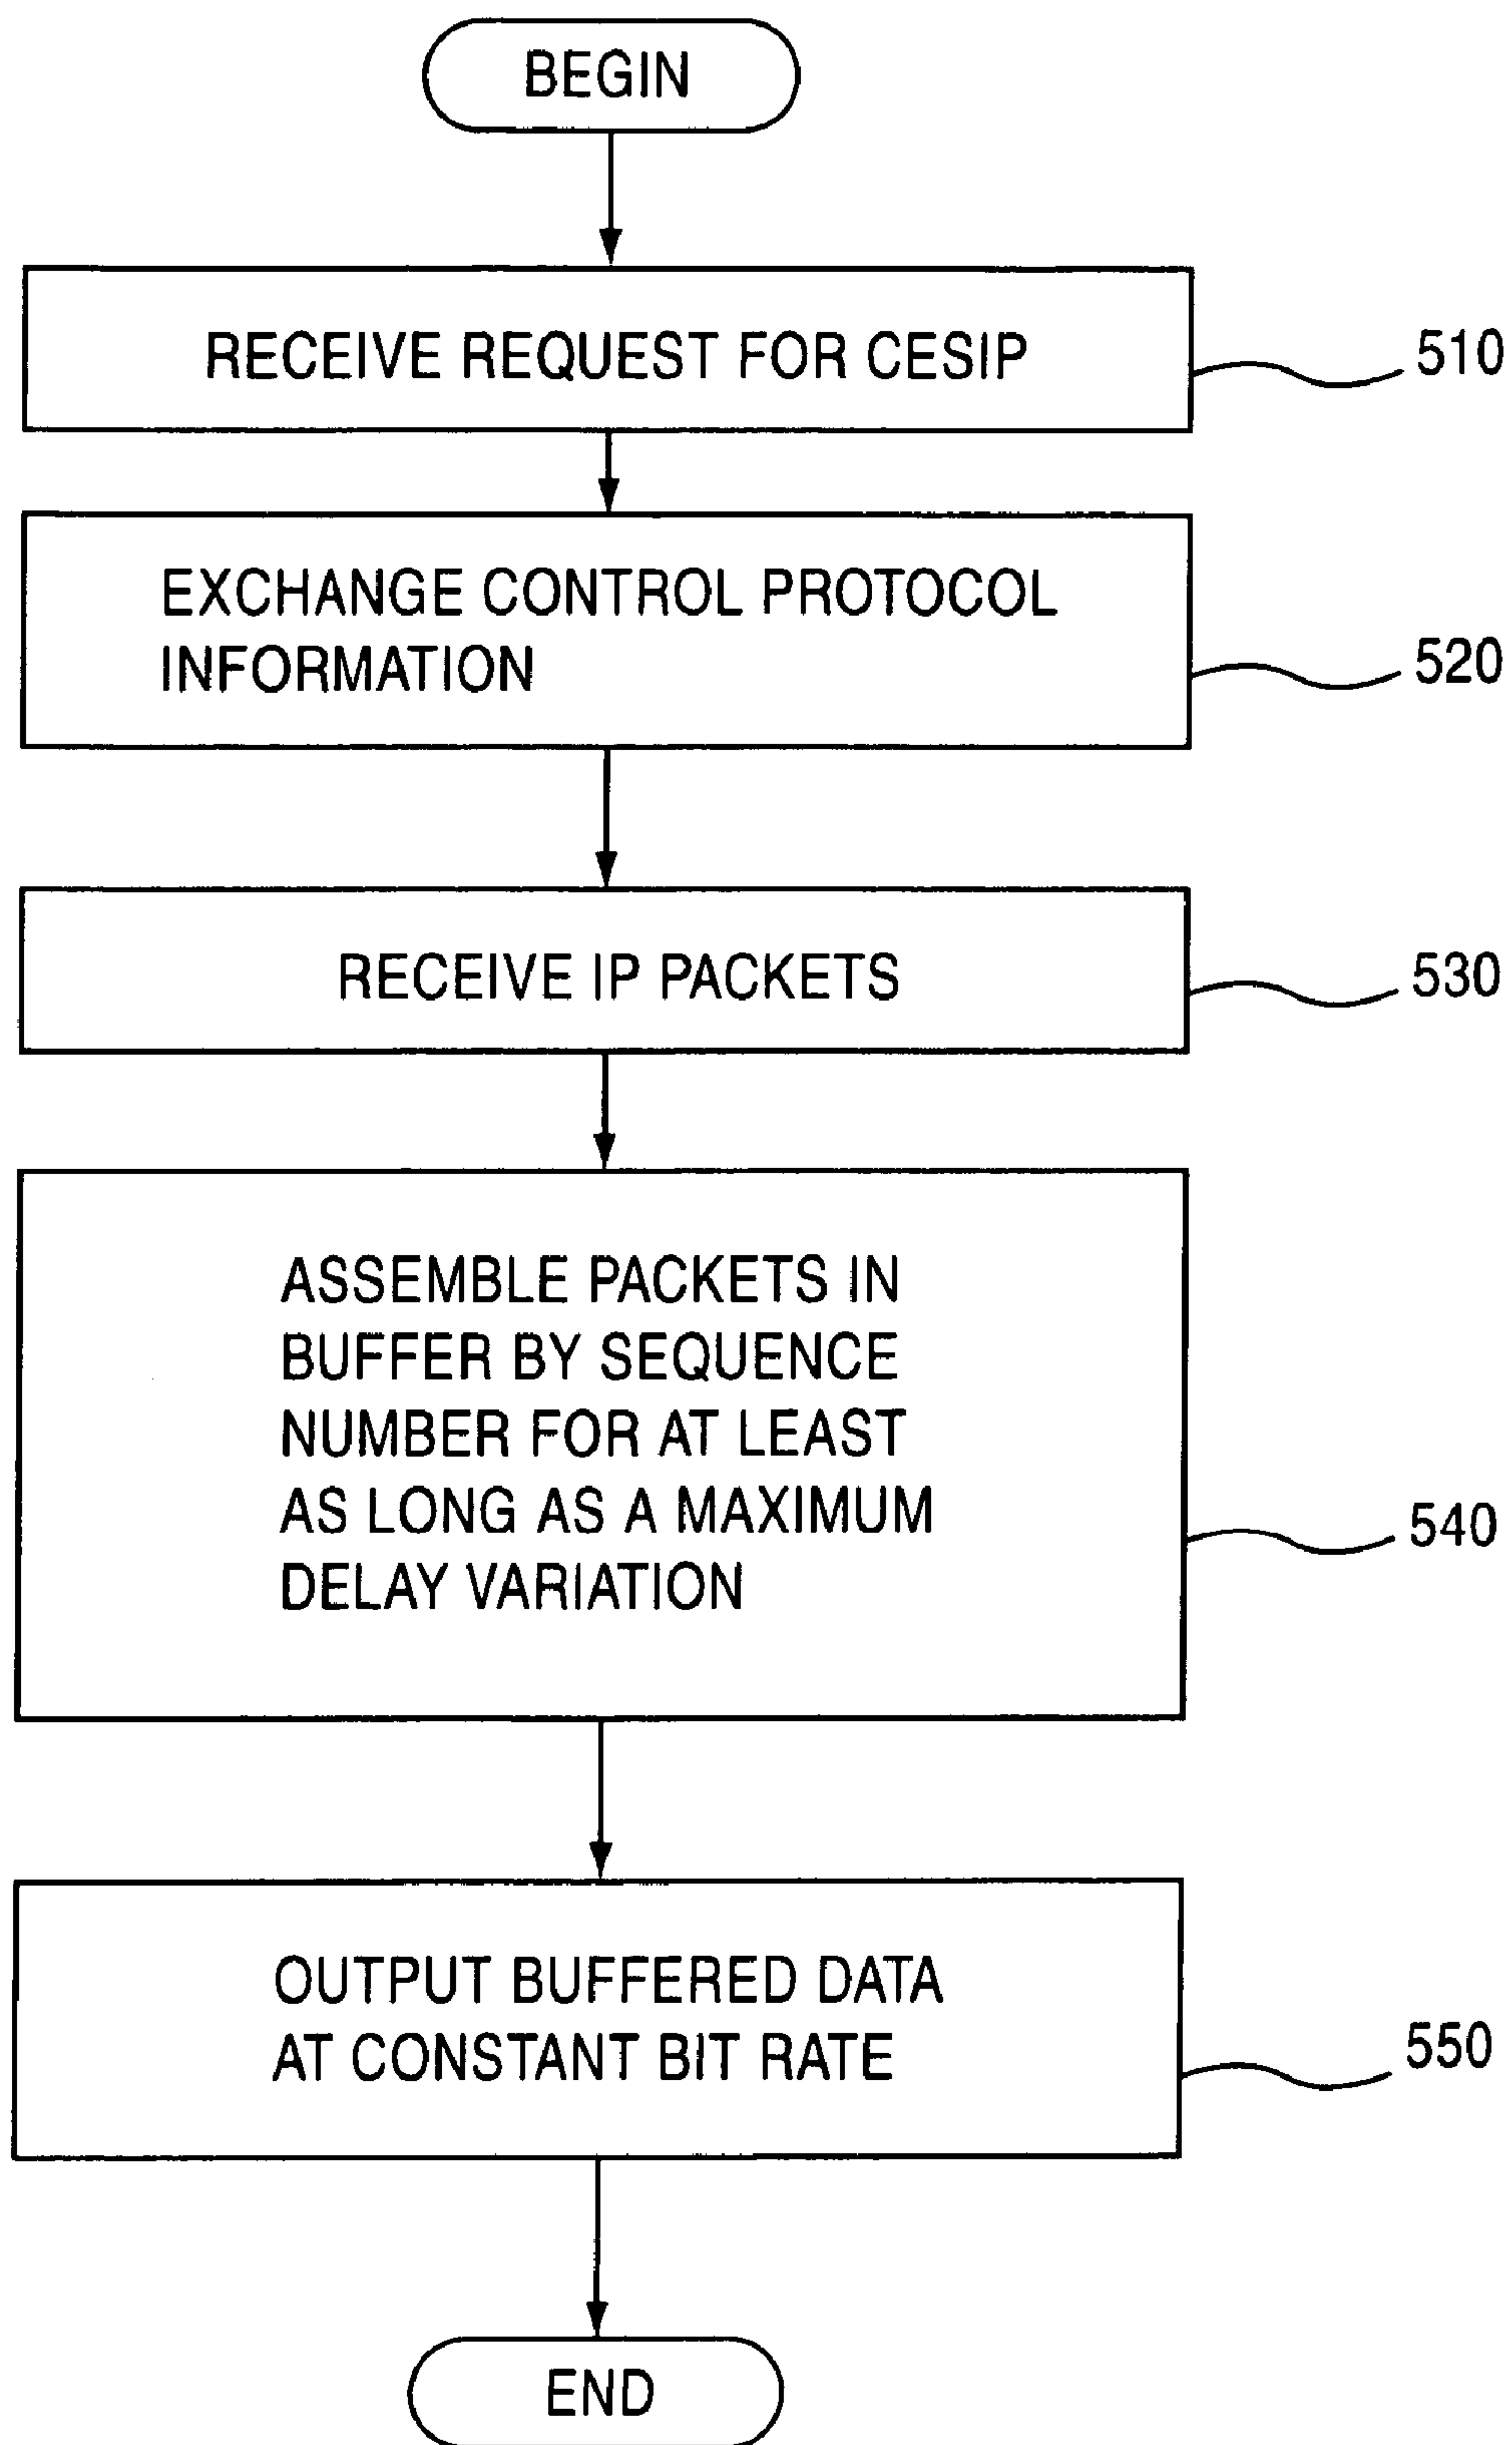 BEGIN
RECEIVE REQUEST FOR CESIP
510
EXCHANGE CONTROL PROTOCOL
INFORMATION
520
RECEIVE IP PACKETS
530
ASSEMBLE PACKETS IN
BUFFER BY SEQUENCE
NUMBER FOR AT LEAST
AS LONG AS A MAXIMUM
DELAY VARIATION
540
OUTPUT BUFFERED DATA
AT CONSTANT BIT RATE
550
END